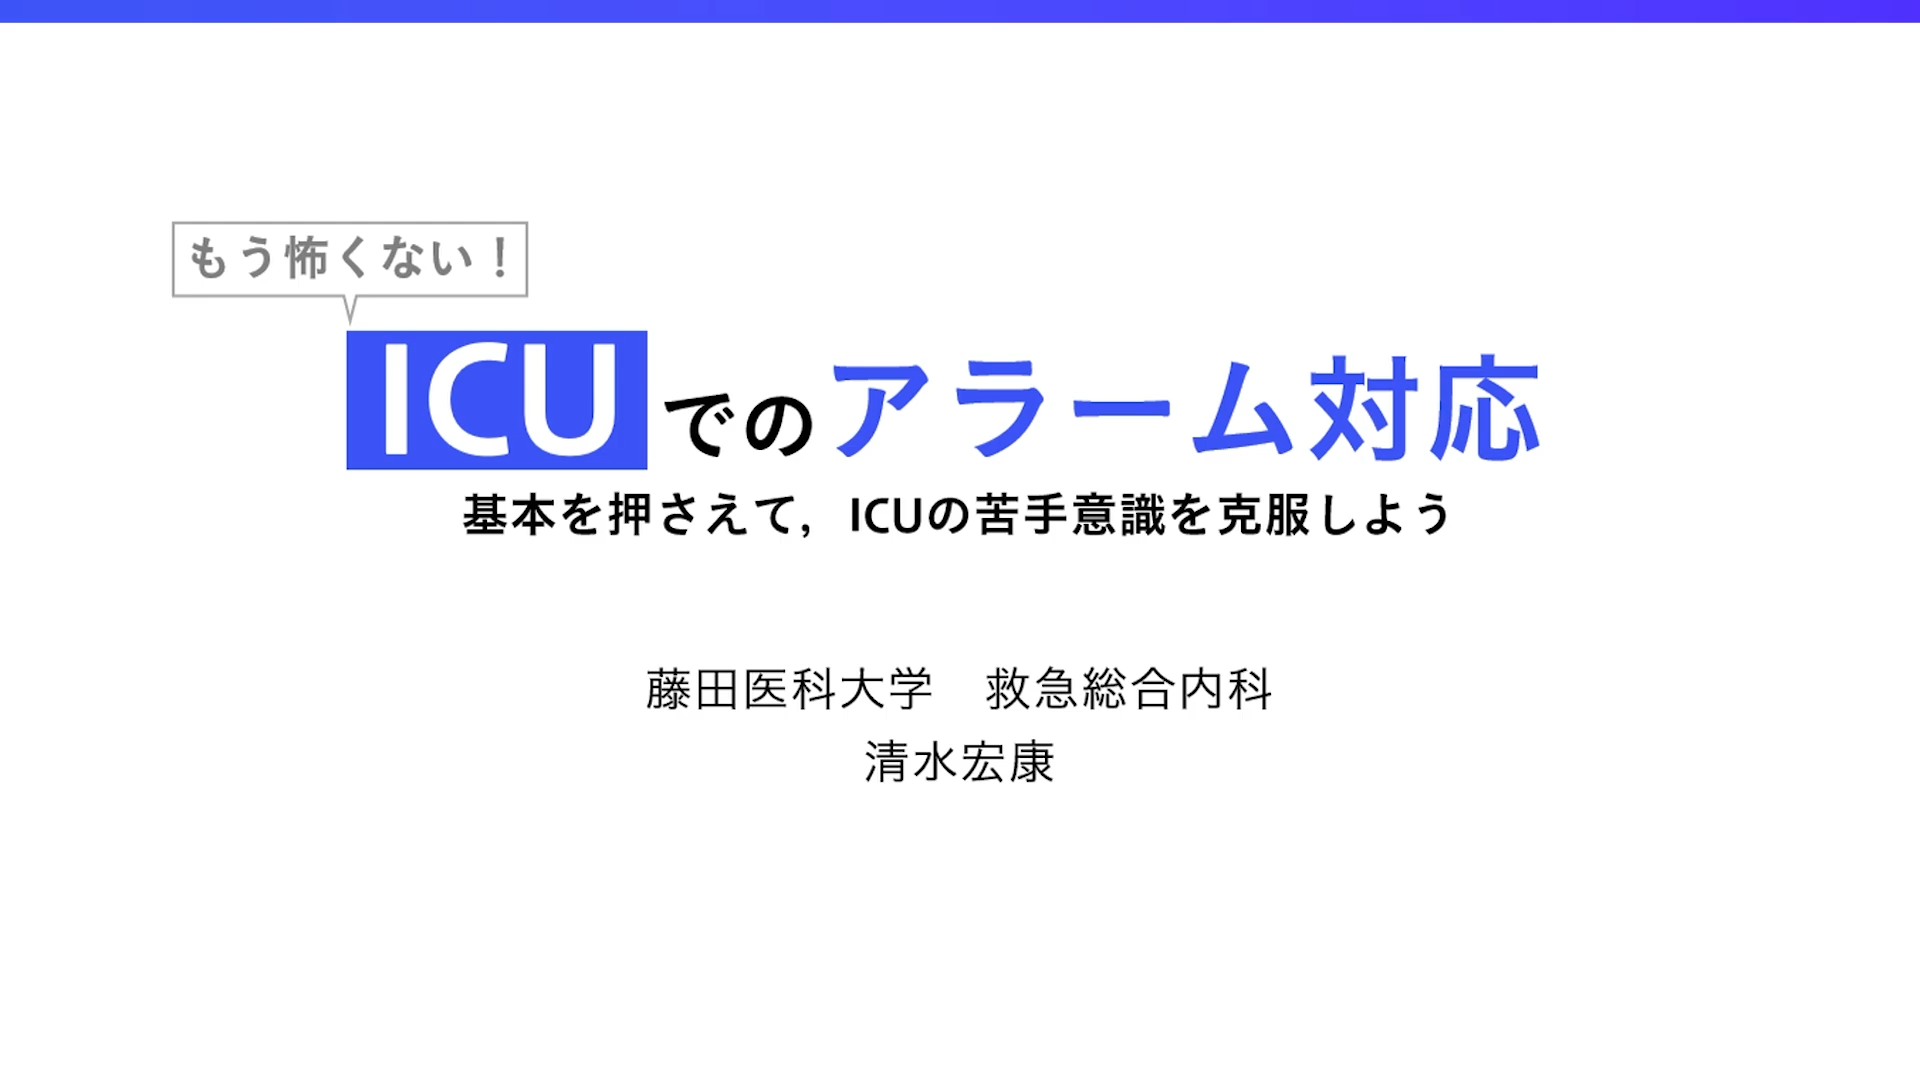 もう怖くない！
ICUでのアラーム対応
基本を押さえて，ICUの苦手意識を克服しよう
藤田医科大学　救急総合内科
清水宏康